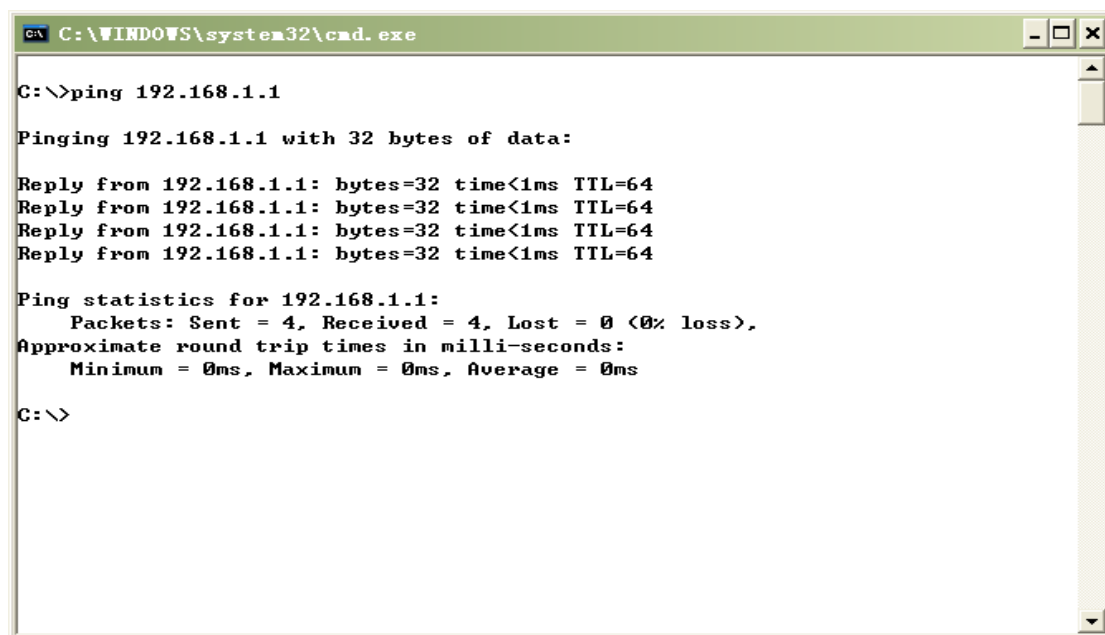 C:\WINDOWS\system32\cmd.exe
C:\>ping 192.168.1.1
Pinging 192.168.1.1 with 32 bytes of data:
Reply from 192.168.1.1: bytes=32 time<1ms TTL=64
Reply from 192.168.1.1: bytes=32 time<1ms TTL=64
Reply from 192.168.1.1: bytes=32 time<1ms TTL=64
Reply from 192.168.1.1: bytes=32 time<1ms TTL=64
Ping statistics for 192.168.1.1:
    Packets: Sent = 4, Received = 4, Lost = 0 (0% loss),
Approximate round trip times in milli-seconds:
    Minimum = 0ms, Maximum = 0ms, Average = 0ms
C:\>